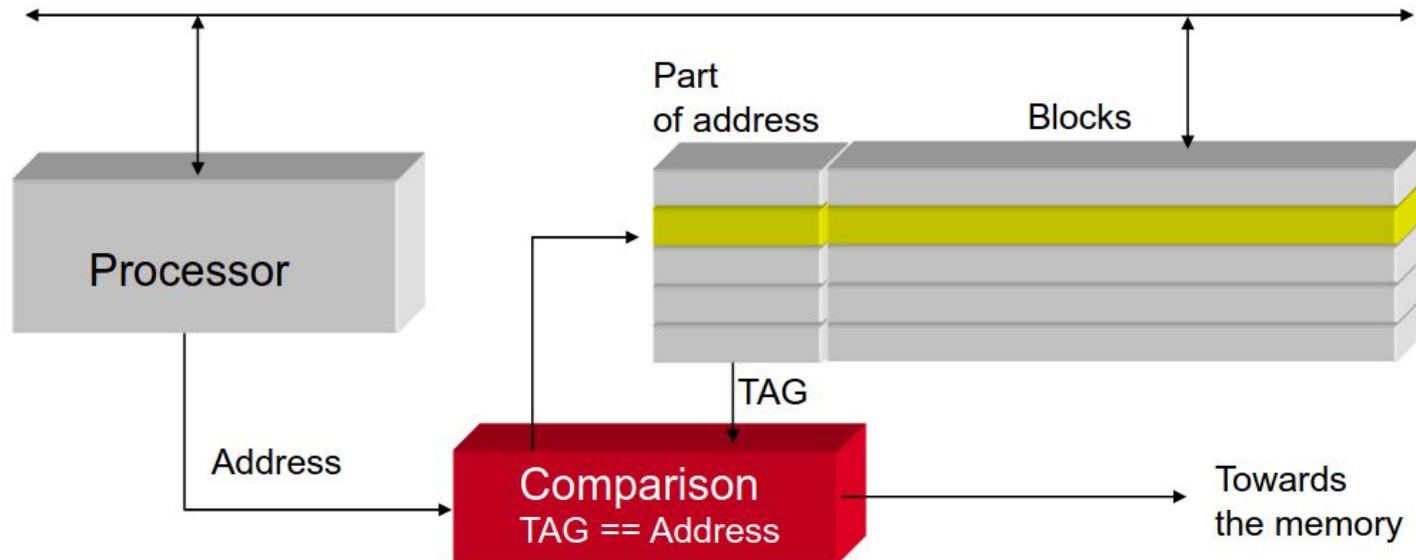 Part
of address
Blocks
Processor
TAG
Address
Comparison
TAG == Address
Towards
the memory